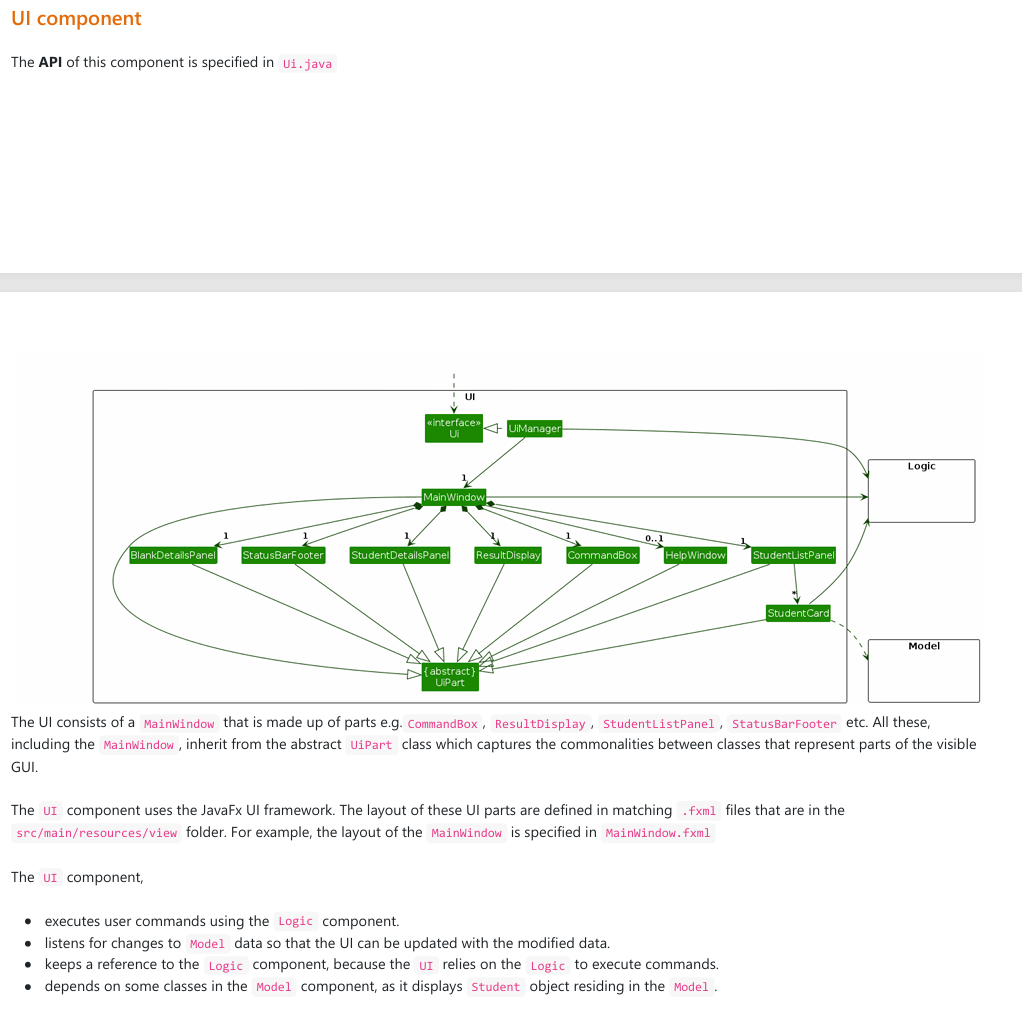 UI component
The API of this component is specified in Ui.java
UI
«interface»
Ui
UiManager
Logic
1
MainWindow
1
1
1
1
1
0..1
1
BlankDetailsPanel
StatusBarFooter
StudentDetailsPanel
ResultDisplay
CommandBox
HelpWindow
StudentListPanel
*
StudentCard
Model
{abstract}
UiPart
The UI consists of a MainWindow that is made up of parts e.g. CommandBox , ResultDisplay , StudentListPanel , StatusBarFooter etc. All these,
including the MainWindow , inherit from the abstract UiPart class which captures the commonalities between classes that represent parts of the visible
GUI.
The UI component uses the JavaFx UI framework. The layout of these UI parts are defined in matching .fxml files that are in the
src/main/resources/view folder. For example, the layout of the MainWindow is specified in MainWindow.fxml
The UI component,
• executes user commands using the Logic component.
• listens for changes to Model data so that the UI can be updated with the modified data.
• keeps a reference to the Logic component, because the UI relies on the Logic to execute commands.
• depends on some classes in the Model component, as it displays Student object residing in the Model .